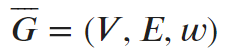 G̅ = (V, E, w)